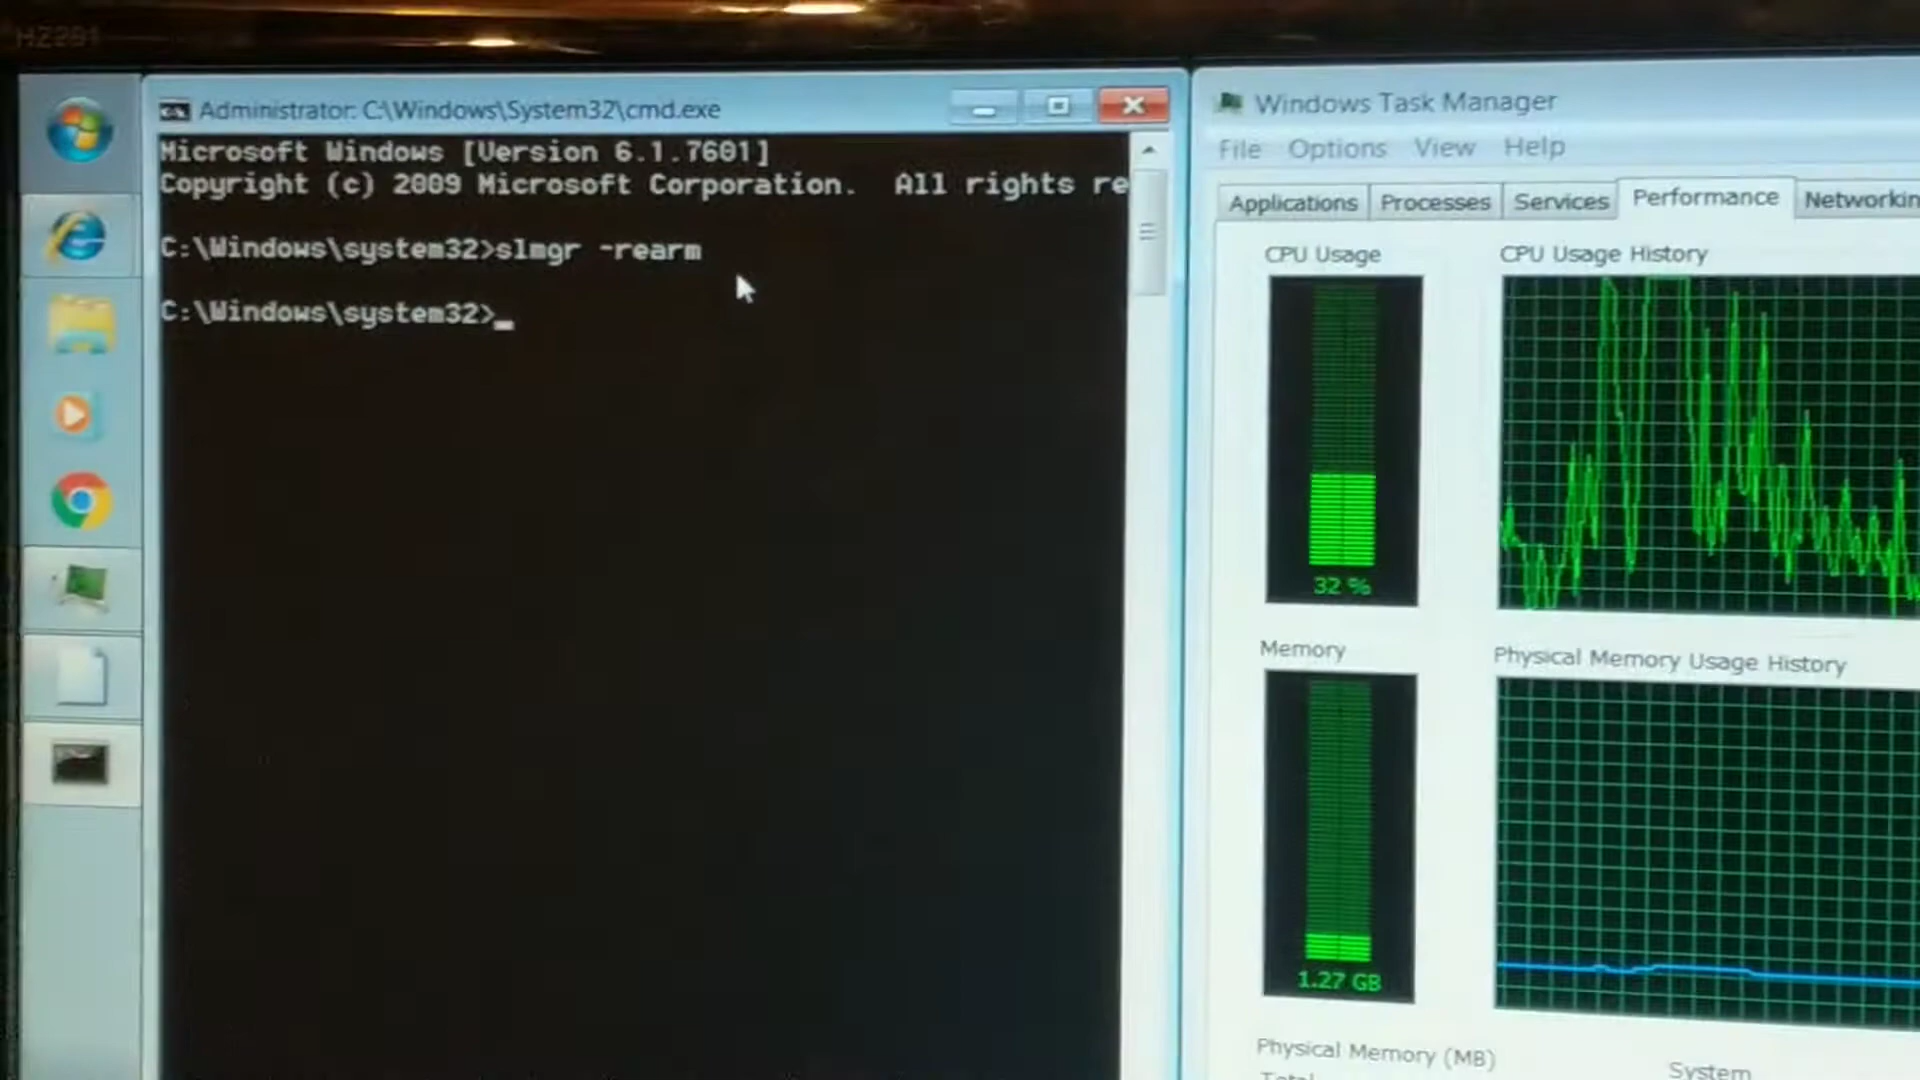 HZ281
Administrator: C:\Windows\System32\cmd.exe
Microsoft Windows [Version 6.1.7601]
Copyright (c) 2009 Microsoft Corporation.  All rights re
C:\Windows\system32>slmgr -rearm
C:\Windows\system32>_
Windows Task Manager
File Options View Help
Applications Processes Services Performance Networkin
CPU Usage
CPU Usage History
32 %
Memory
Physical Memory Usage History
1.27 GB
Physical Memory (MB)
Total
System